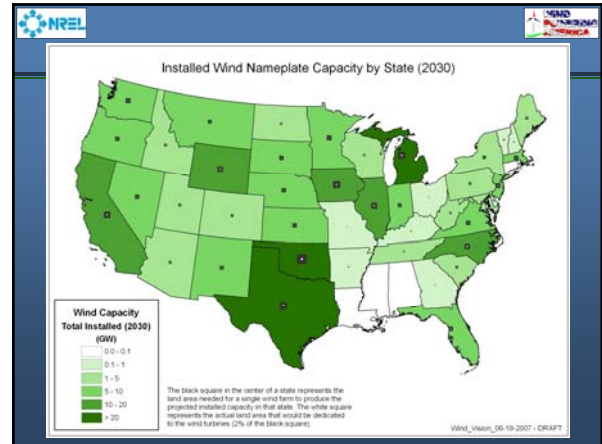 NREL
WIND
POWERING
AMERICA
Installed Wind Nameplate Capacity by State (2030)
Wind Capacity
Total Installed (2030)
(GW)
0.0 - 0.1
0.1 - 1
1 - 5
5 - 10
10 - 20
> 20
The black square in the center of a state represents the
land area needed for a single wind farm to produce the
projected installed capacity in that state. The white square
represents the actual land area that would be dedicated
to the wind turbines (2% of the black square).
Wind_Vision_06-19-2007 - DRAFT